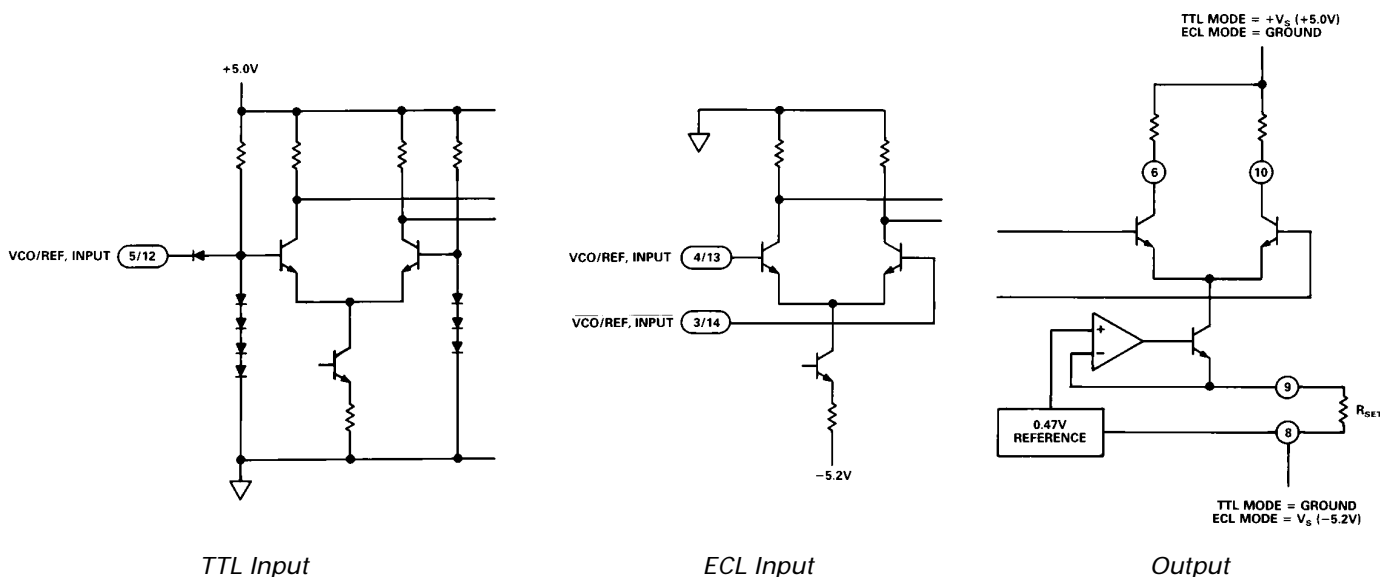 +5.0V
VCO/REF, INPUT 5/12
TTL Input
VCO/REF, INPUT 4/13
VCO/REF, INPUT 3/14
−5.2V
ECL Input
TTL MODE = +VS (+5.0V)
ECL MODE = GROUND
6
10
+
−
9
RSET
0.47V
REFERENCE
8
TTL MODE = GROUND
ECL MODE = VS (−5.2V)
Output